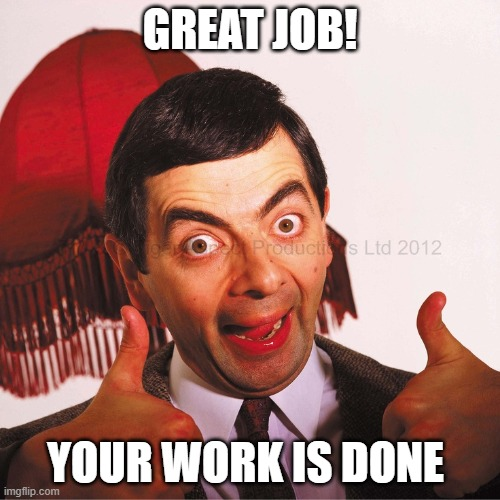 GREAT JOB!
Productions Ltd 2012
YOUR WORK IS DONE
imgflip.com